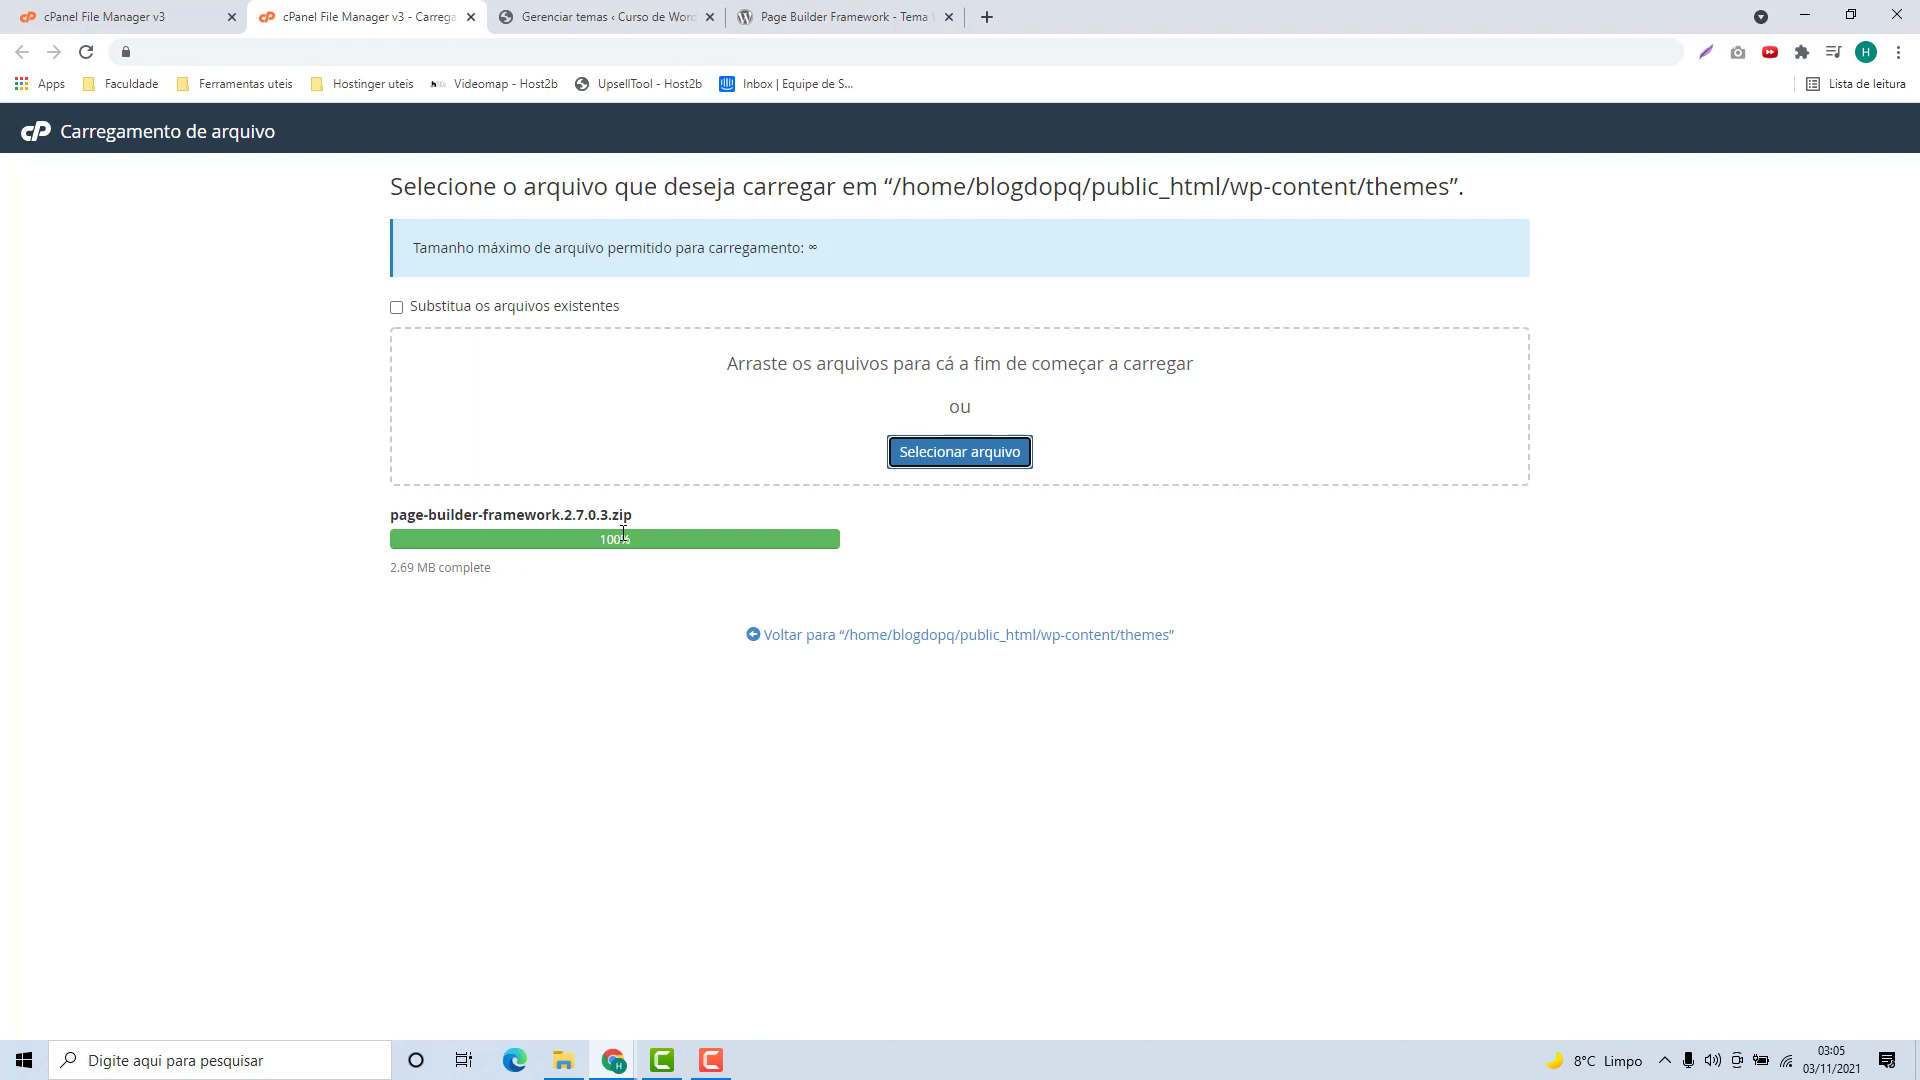 cPanel File Manager v3
cPanel File Manager v3 - Carrega
Gerenciar temas ‹ Curso de Word
Page Builder Framework - Tema
H
Apps
Faculdade
Ferramentas uteis
Hostinger uteis
Videomap - Host2b
UpsellTool - Host2b
Inbox | Equipe de S...
Lista de leitura
cP Carregamento de arquivo
Selecione o arquivo que deseja carregar em “/home/blogdopq/public_html/wp-content/themes”.
Tamanho máximo de arquivo permitido para carregamento: ∞
Substitua os arquivos existentes
Arraste os arquivos para cá a fim de começar a carregar
ou
Selecionar arquivo
page-builder-framework.2.7.0.3.zip
100%
2.69 MB complete
Voltar para “/home/blogdopq/public_html/wp-content/themes”
Digite aqui para pesquisar
8°C Limpo
03:05
03/11/2021